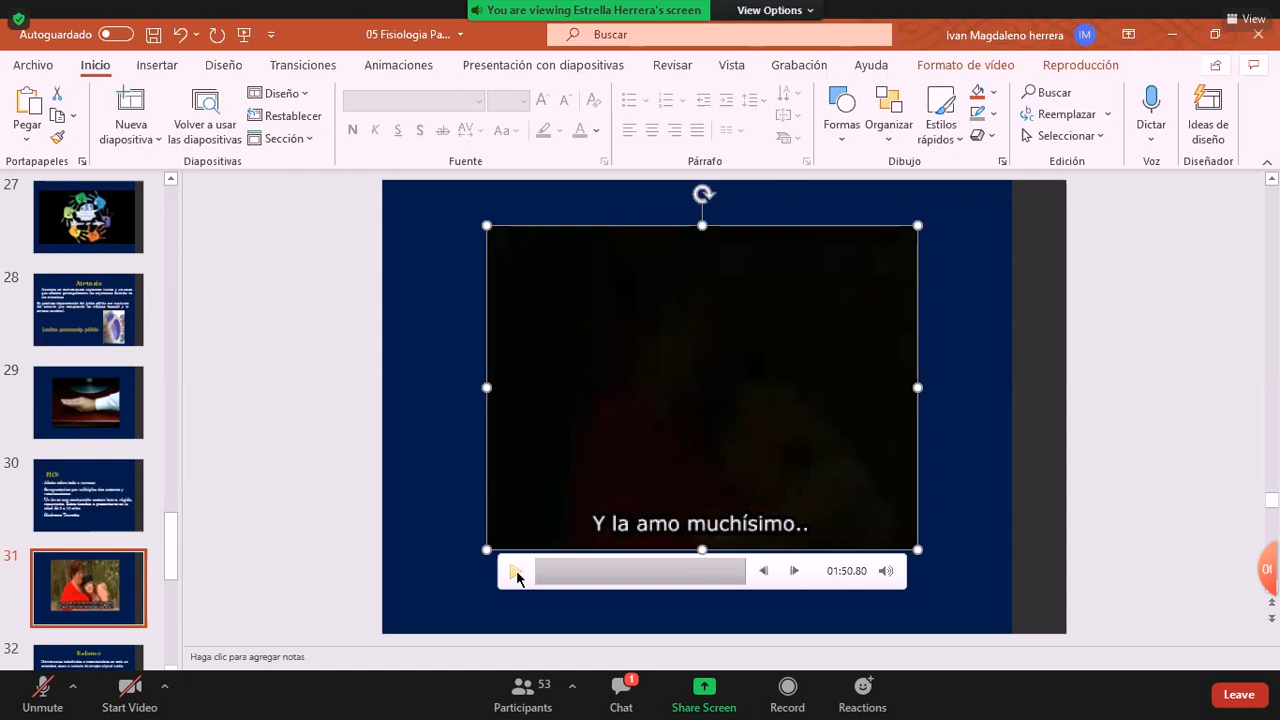 You are viewing Estrella Herrera's screen
View Options
View
Autoguardado
05 Fisiologia Pa...
Buscar
Ivan Magdaleno herrera
IM
Archivo
Inicio
Insertar
Diseño
Transiciones
Animaciones
Presentación con diapositivas
Revisar
Vista
Grabación
Ayuda
Formato de vídeo
Reproducción
Pegar
Nueva
diapositiva
Volver a usar
las diapositivas
Diseño
Restablecer
Sección
N K S S ab AV Aa A
Formas
Organizar
Estilos
rápidos
Buscar
Reemplazar
Seleccionar
Dictar
Ideas de
diseño
Portapapeles
Diapositivas
Fuente
Párrafo
Dibujo
Edición
Voz
Diseñador
27
28
29
30
31
32
Y la amo muchísimo..
01:50.80
Haga clic para agregar notas
Unmute
Start Video
53
Participants
1
Chat
Share Screen
Record
Reactions
Leave